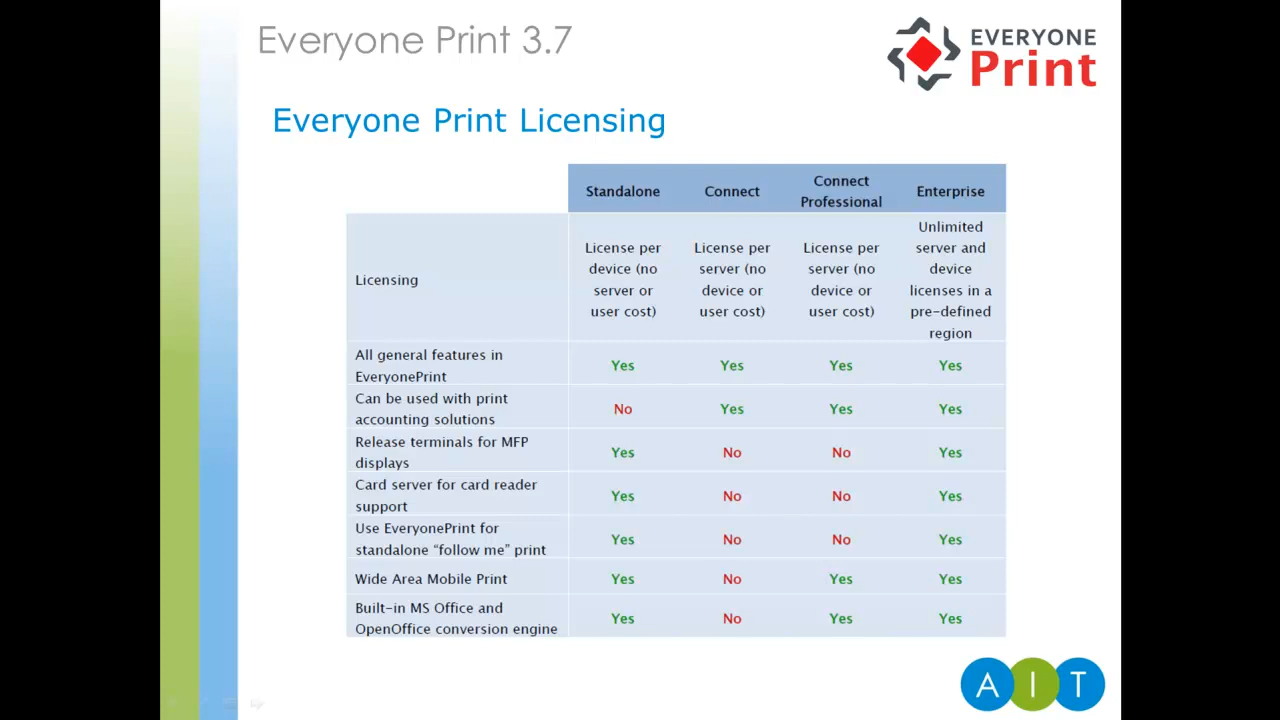 Everyone Print 3.7
EVERYONE
Print
Everyone Print Licensing
Standalone
Connect
Connect
Professional
Enterprise
Licensing
License per
device (no
server or
user cost)
License per
server (no
device or
user cost)
License per
server (no
device or
user cost)
Unlimited
server and
device
licenses in a
pre-defined
region
All general features in
EveryonePrint
Yes
Yes
Yes
Yes
Can be used with print
accounting solutions
No
Yes
Yes
Yes
Release terminals for MFP
displays
Yes
No
No
Yes
Card server for card reader
support
Yes
No
No
Yes
Use EveryonePrint for
standalone “follow me” print
Yes
No
No
Yes
Wide Area Mobile Print
Yes
No
Yes
Yes
Built-in MS Office and
OpenOffice conversion engine
Yes
No
Yes
Yes
A I T